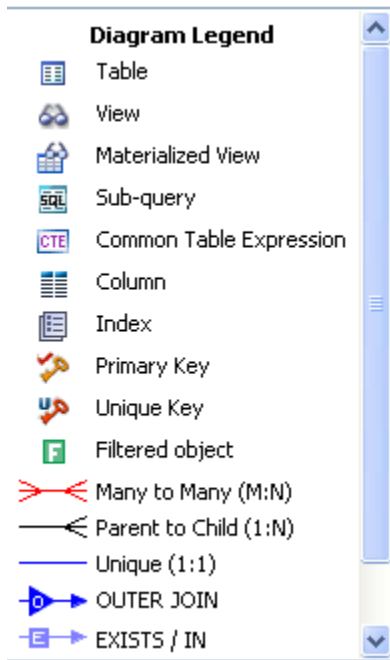 Diagram Legend
Table
View
Materialized View
SQL Sub-query
CTE Common Table Expression
Column
Index
Primary Key
U Unique Key
F Filtered object
Many to Many (M:N)
Parent to Child (1:N)
Unique (1:1)
O OUTER JOIN
E EXISTS / IN